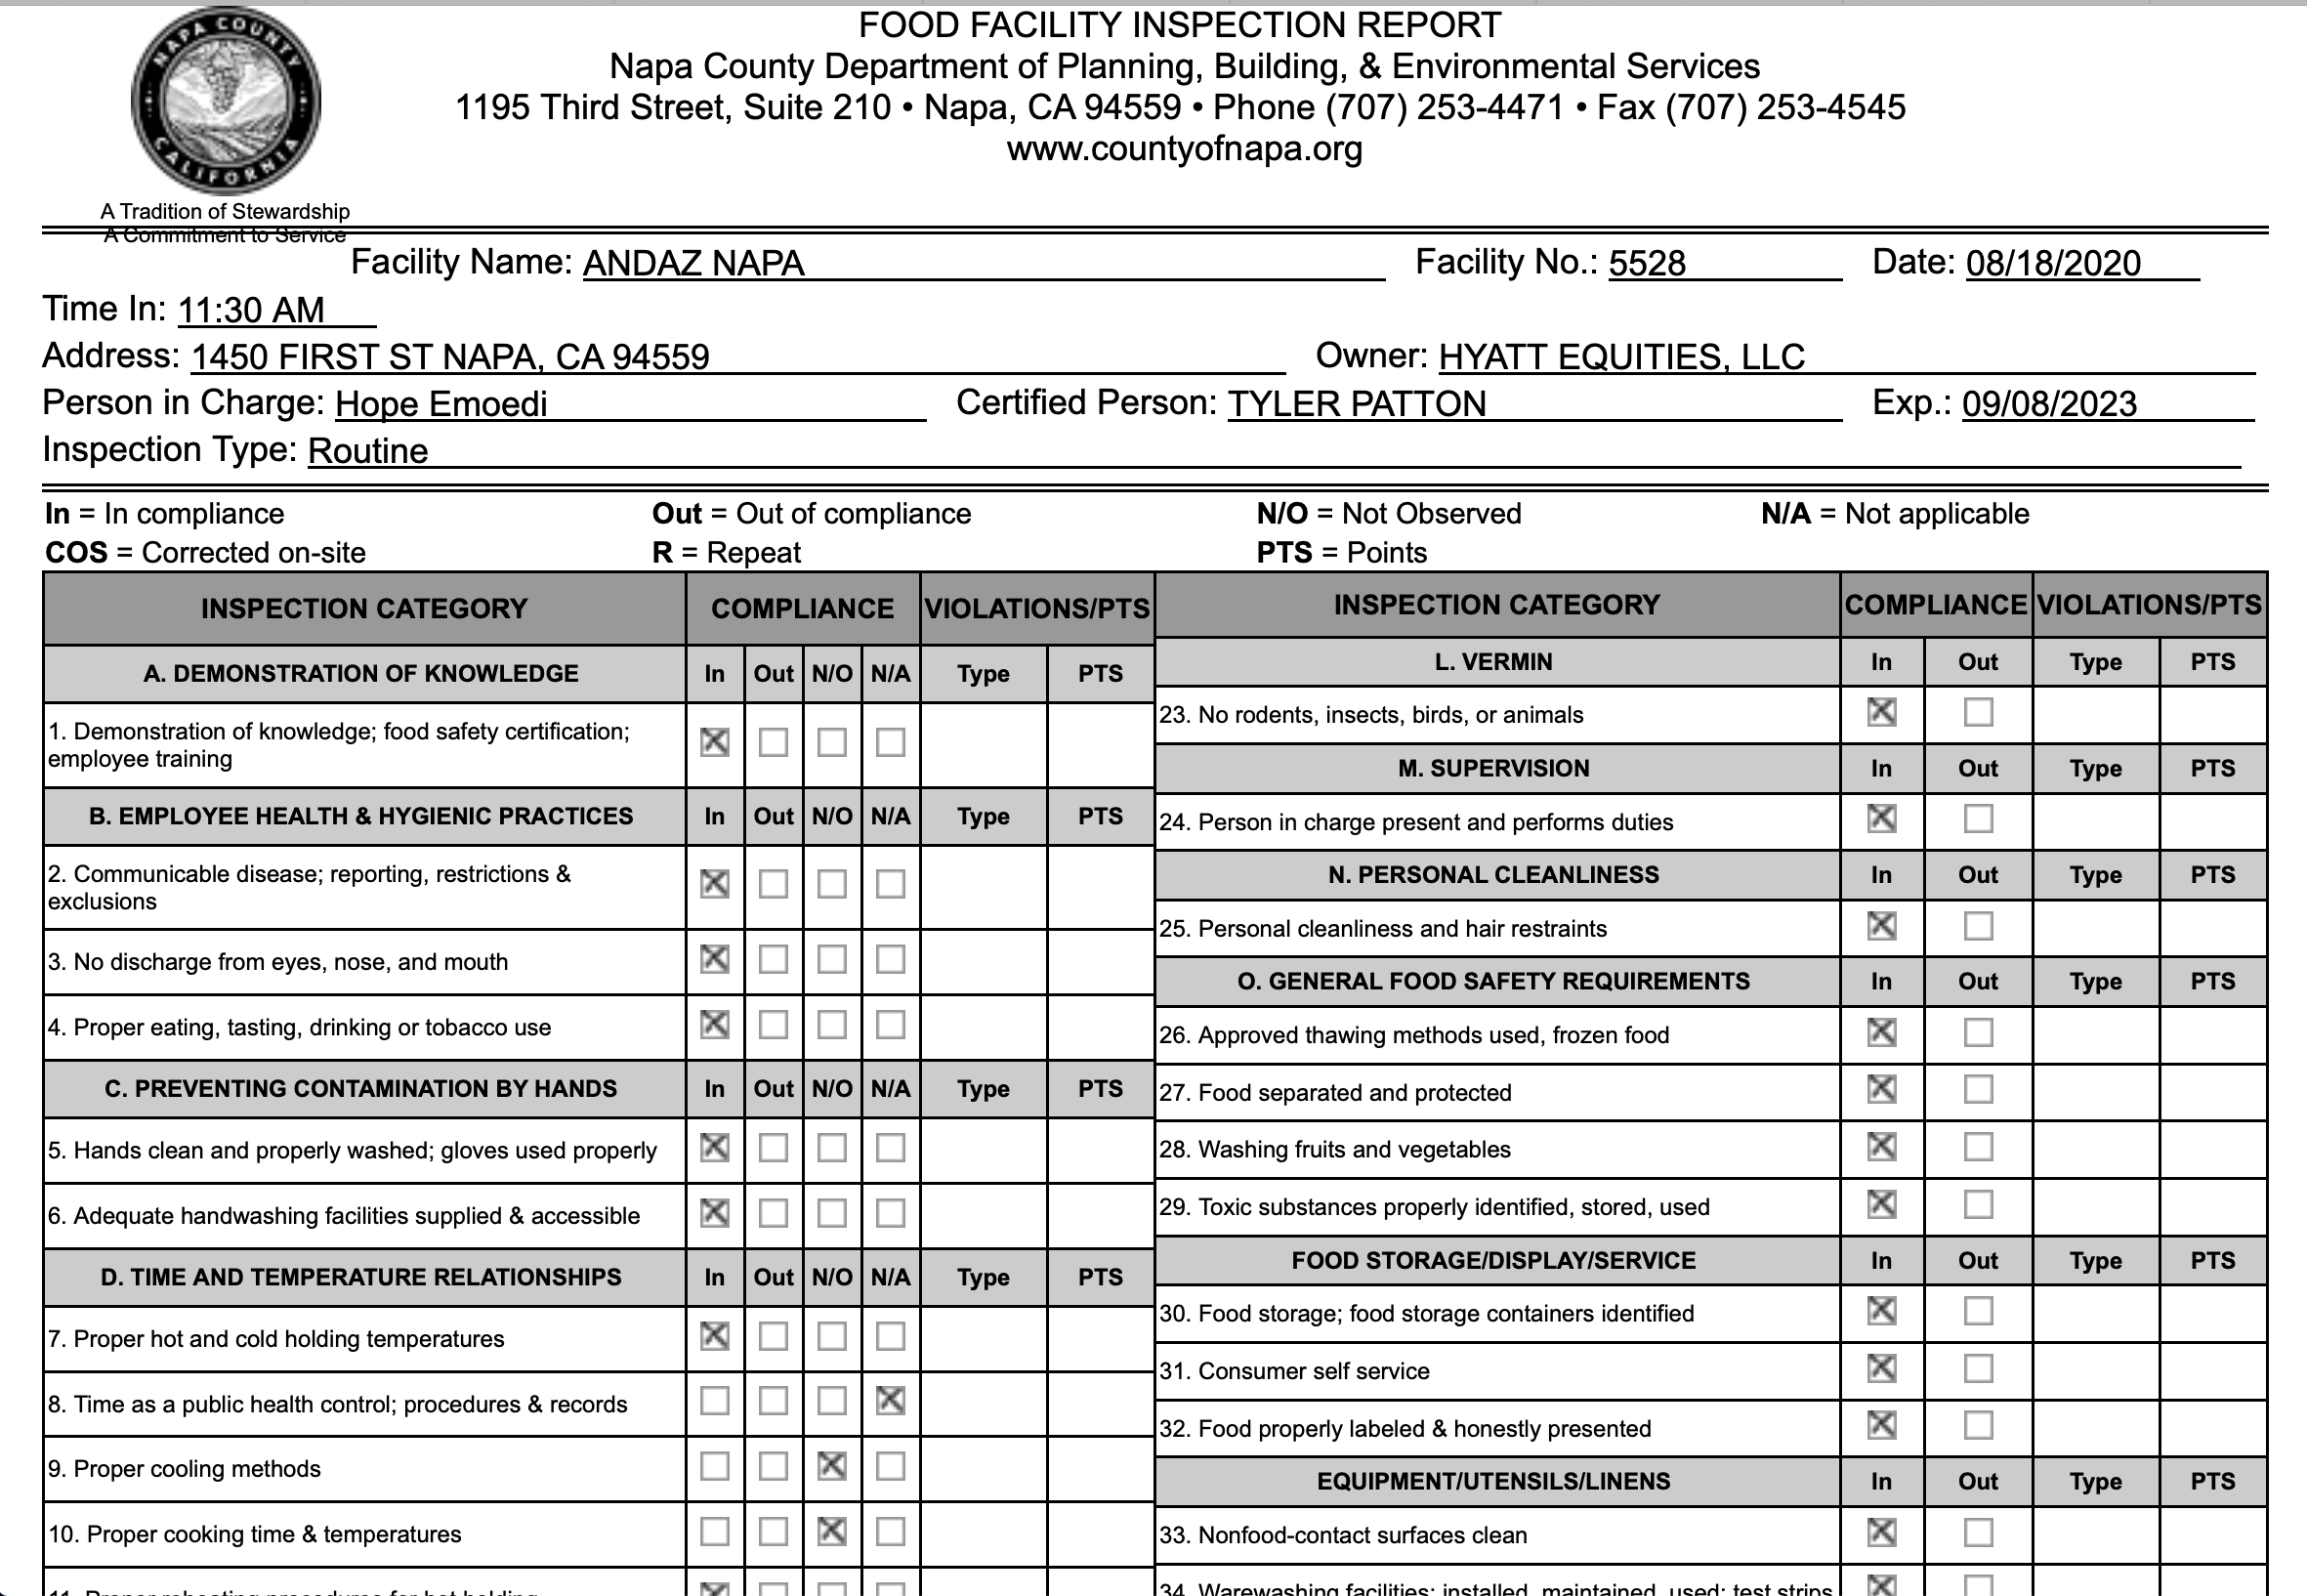 NAPA COUNTY
CALIFORNIA
A Tradition of Stewardship
A Commitment to Service
FOOD FACILITY INSPECTION REPORT
Napa County Department of Planning, Building, & Environmental Services
1195 Third Street, Suite 210 • Napa, CA 94559 • Phone (707) 253-4471 • Fax (707) 253-4545
www.countyofnapa.org
Facility Name: ANDAZ NAPA Facility No.: 5528 Date: 08/18/2020
Time In: 11:30 AM
Address: 1450 FIRST ST NAPA, CA 94559 Owner: HYATT EQUITIES, LLC
Person in Charge: Hope Emoedi Certified Person: TYLER PATTON Exp.: 09/08/2023
Inspection Type: Routine
In = In compliance Out = Out of compliance N/O = Not Observed N/A = Not applicable
COS = Corrected on-site R = Repeat PTS = Points
INSPECTION CATEGORY COMPLIANCE VIOLATIONS/PTS
A. DEMONSTRATION OF KNOWLEDGE In Out N/O N/A Type PTS
1. Demonstration of knowledge; food safety certification;
employee training
B. EMPLOYEE HEALTH & HYGIENIC PRACTICES In Out N/O N/A Type PTS
2. Communicable disease; reporting, restrictions &
exclusions
3. No discharge from eyes, nose, and mouth
4. Proper eating, tasting, drinking or tobacco use
C. PREVENTING CONTAMINATION BY HANDS In Out N/O N/A Type PTS
5. Hands clean and properly washed; gloves used properly
6. Adequate handwashing facilities supplied & accessible
D. TIME AND TEMPERATURE RELATIONSHIPS In Out N/O N/A Type PTS
7. Proper hot and cold holding temperatures
8. Time as a public health control; procedures & records
9. Proper cooling methods
10. Proper cooking time & temperatures
11. Proper reheating procedures for hot holding
INSPECTION CATEGORY COMPLIANCE VIOLATIONS/PTS
L. VERMIN In Out Type PTS
23. No rodents, insects, birds, or animals
M. SUPERVISION In Out Type PTS
24. Person in charge present and performs duties
N. PERSONAL CLEANLINESS In Out Type PTS
25. Personal cleanliness and hair restraints
O. GENERAL FOOD SAFETY REQUIREMENTS In Out Type PTS
26. Approved thawing methods used, frozen food
27. Food separated and protected
28. Washing fruits and vegetables
29. Toxic substances properly identified, stored, used
FOOD STORAGE/DISPLAY/SERVICE In Out Type PTS
30. Food storage; food storage containers identified
31. Consumer self service
32. Food properly labeled & honestly presented
EQUIPMENT/UTENSILS/LINENS In Out Type PTS
33. Nonfood-contact surfaces clean
34. Warewashing facilities: installed, maintained, used; test strips